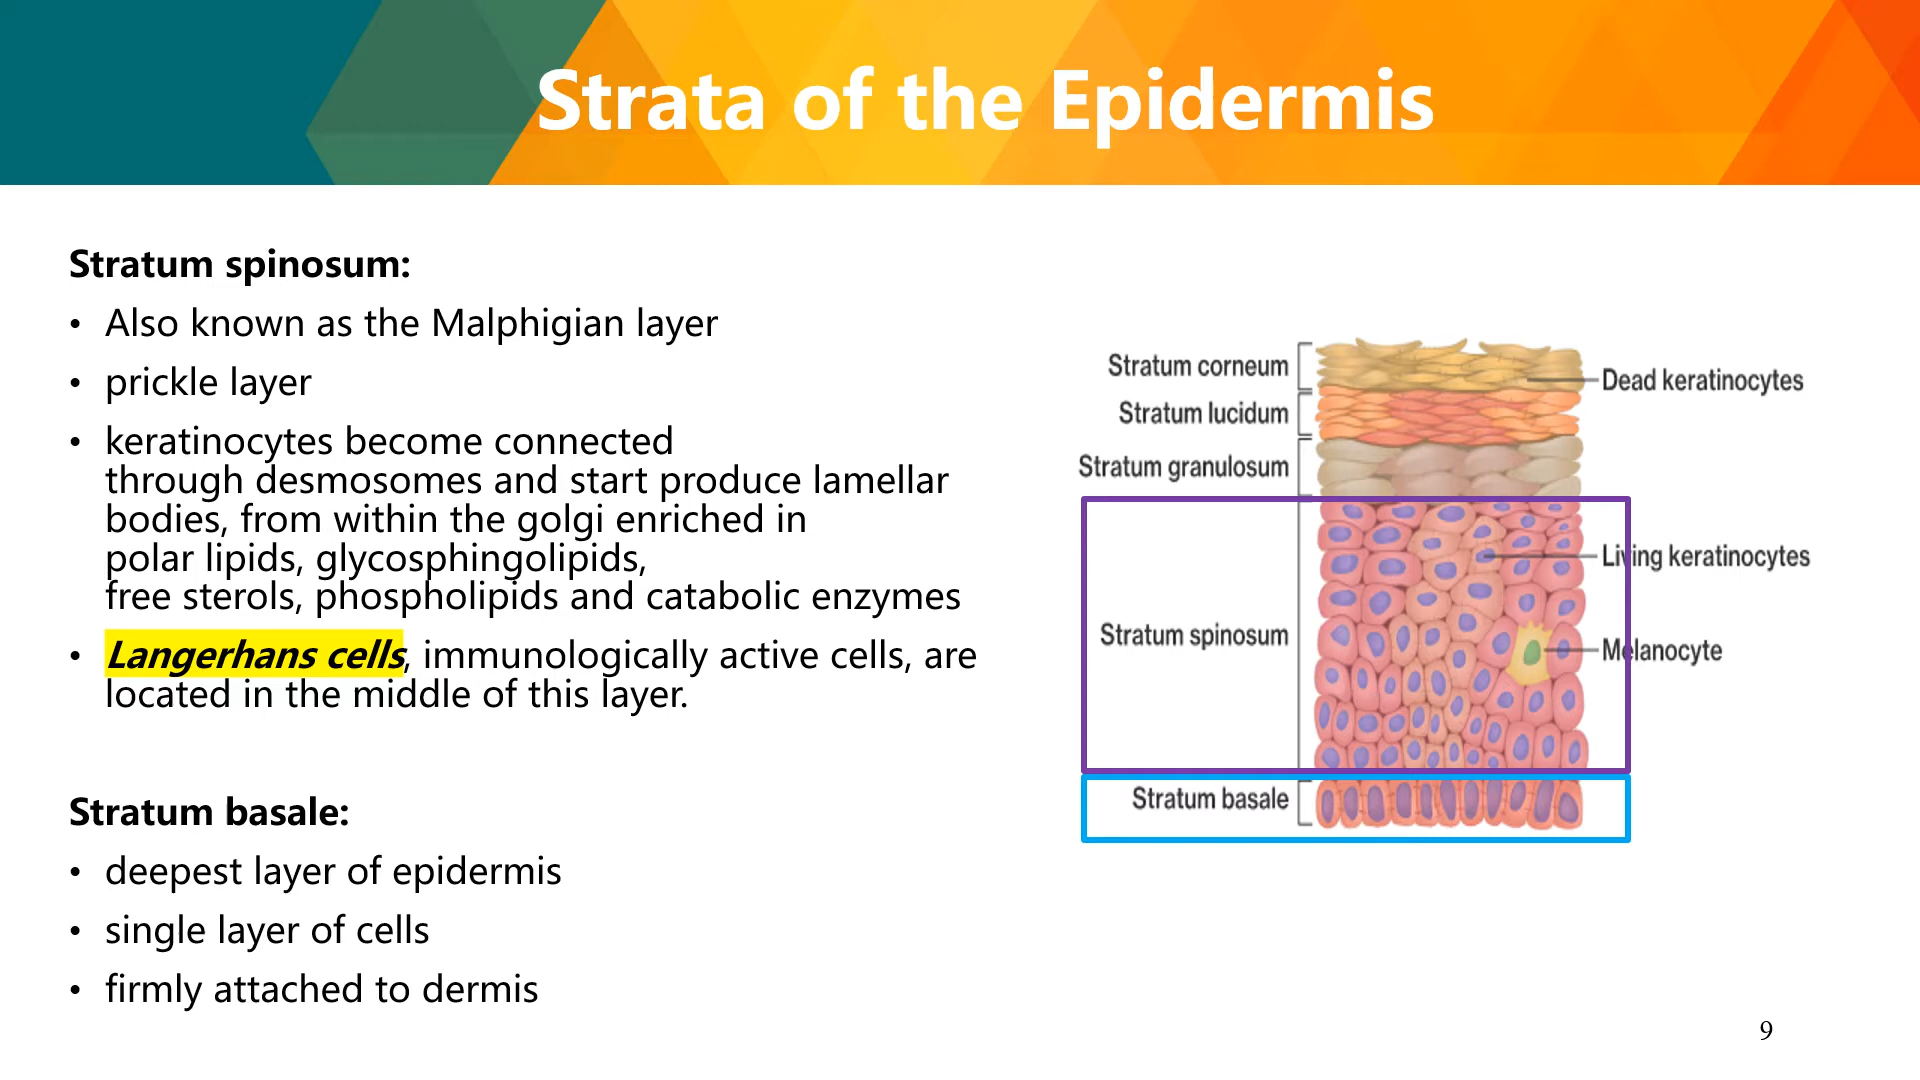 Strata of the Epidermis
Stratum spinosum:
• Also known as the Malphigian layer
• prickle layer
• keratinocytes become connected
through desmosomes and start produce lamellar
bodies, from within the golgi enriched in
polar lipids, glycosphingolipids,
free sterols, phospholipids and catabolic enzymes
• Langerhans cells, immunologically active cells, are
located in the middle of this layer.
Stratum basale:
• deepest layer of epidermis
• single layer of cells
• firmly attached to dermis
Stratum corneum
Stratum lucidum
Stratum granulosum
Stratum spinosum
Stratum basale
Dead keratinocytes
Living keratinocytes
Melanocyte
9